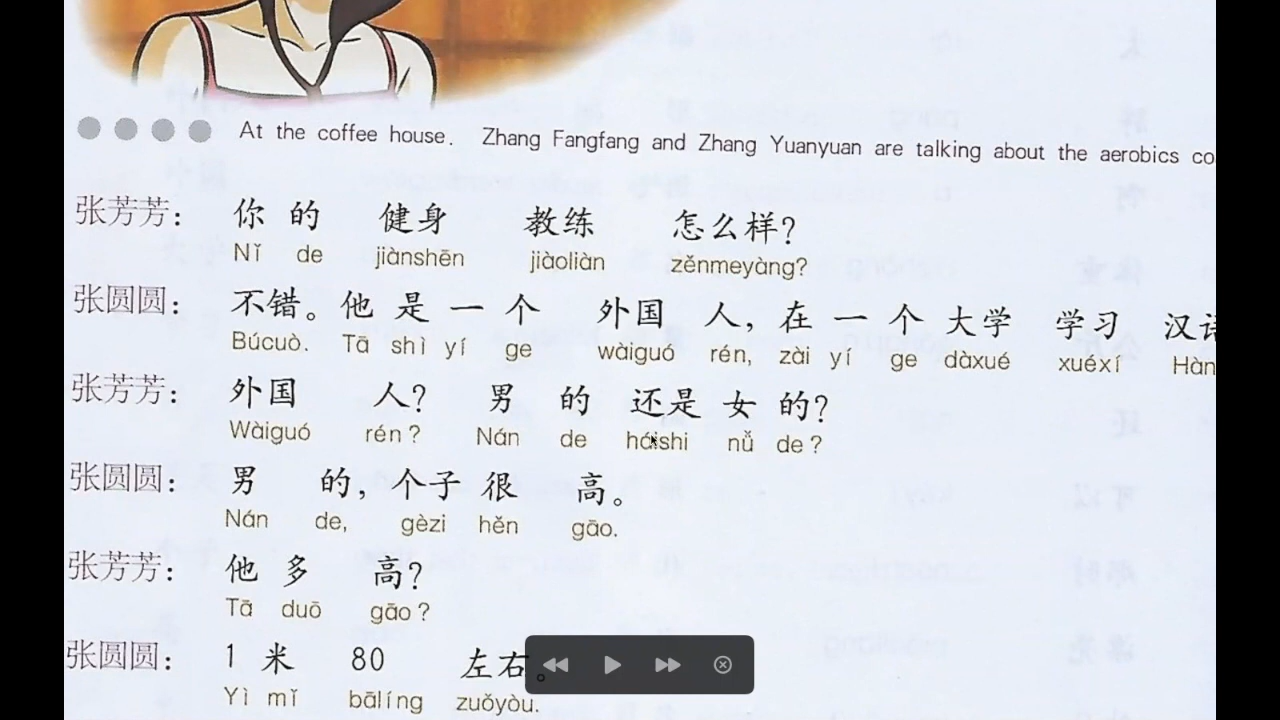 At the coffee house. Zhang Fangfang and Zhang Yuanyuan are talking about the aerobics co
张芳芳： 你 的 健身 教练 怎么样？
Nǐ de jiànshēn jiàoliàn zěnmeyàng?
张圆圆： 不错。他 是 一 个 外国 人，在 一 个 大学 学习 汉语
Búcuò. Tā shì yí ge wàiguó rén, zài yí ge dàxué xuéxí Hàn
张芳芳： 外国 人？ 男 的 还是 女 的？
Wàiguó rén? Nán de háishi nǚ de?
张圆圆： 男 的，个子 很 高。
Nán de, gèzi hěn gāo.
张芳芳： 他 多 高？
Tā duō gāo?
张圆圆： 1 米 80 左右。
Yì mǐ bālíng zuǒyòu.